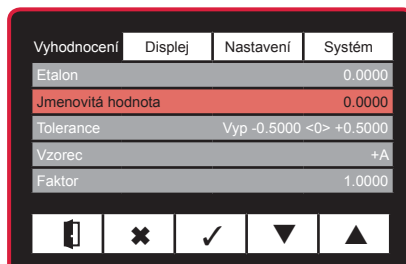 Vyhodnocení Displej Nastavení Systém
Etalon 0.0000
Jmenovitá hodnota 0.0000
Tolerance Vyp -0.5000 <0> +0.5000
Vzorec +A
Faktor 1.0000